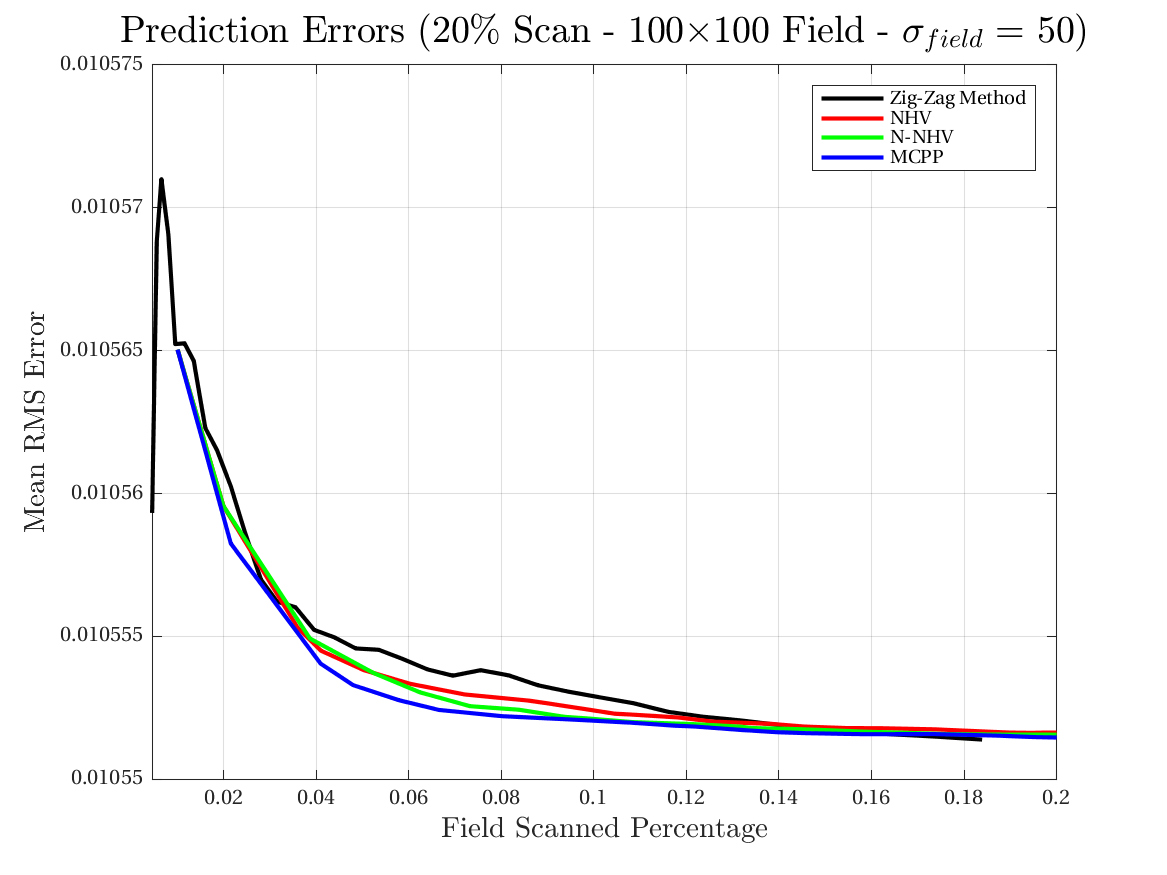 Prediction Errors (20% Scan - 100×100 Field - σfield = 50)
0.010575
Zig-Zag Method
NHV
N-NHV
MCPP
0.01057
0.010565
0.01056
0.010555
0.01055
Mean RMS Error
0.02 0.04 0.06 0.08 0.1 0.12 0.14 0.16 0.18 0.2
Field Scanned Percentage